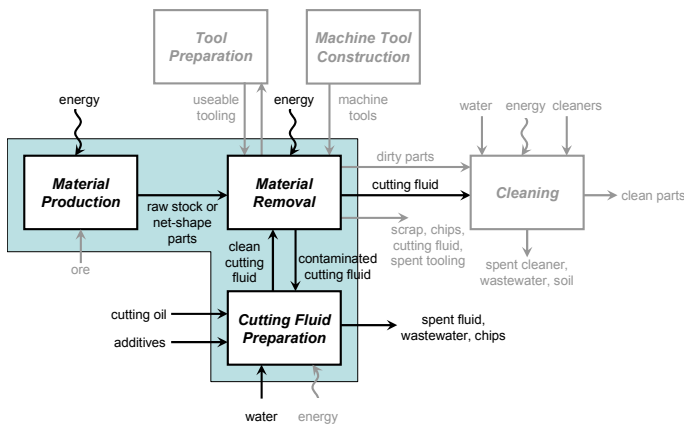 Tool
Preparation
Machine Tool
Construction
energy
useable
tooling
energy
machine
tools
water
energy
cleaners
Material
Production
raw stock or
net-shape
parts
Material
Removal
dirty parts
cutting fluid
Cleaning
clean parts
ore
clean
cutting
fluid
contaminated
cutting fluid
scrap, chips,
cutting fluid,
spent tooling
spent cleaner,
wastewater, soil
cutting oil
additives
Cutting Fluid
Preparation
spent fluid,
wastewater, chips
water
energy